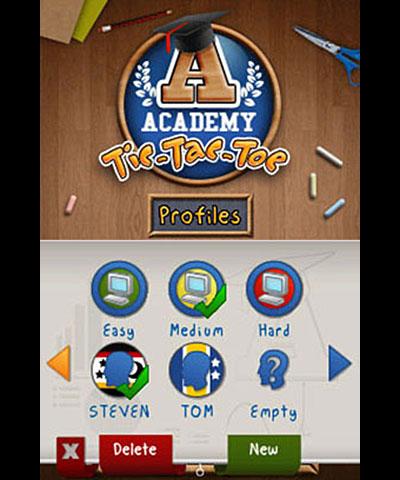 A
ACADEMY
Tic-Tac-Toe
Profiles
Easy Medium Hard
STEVEN TOM Empty
X Delete New